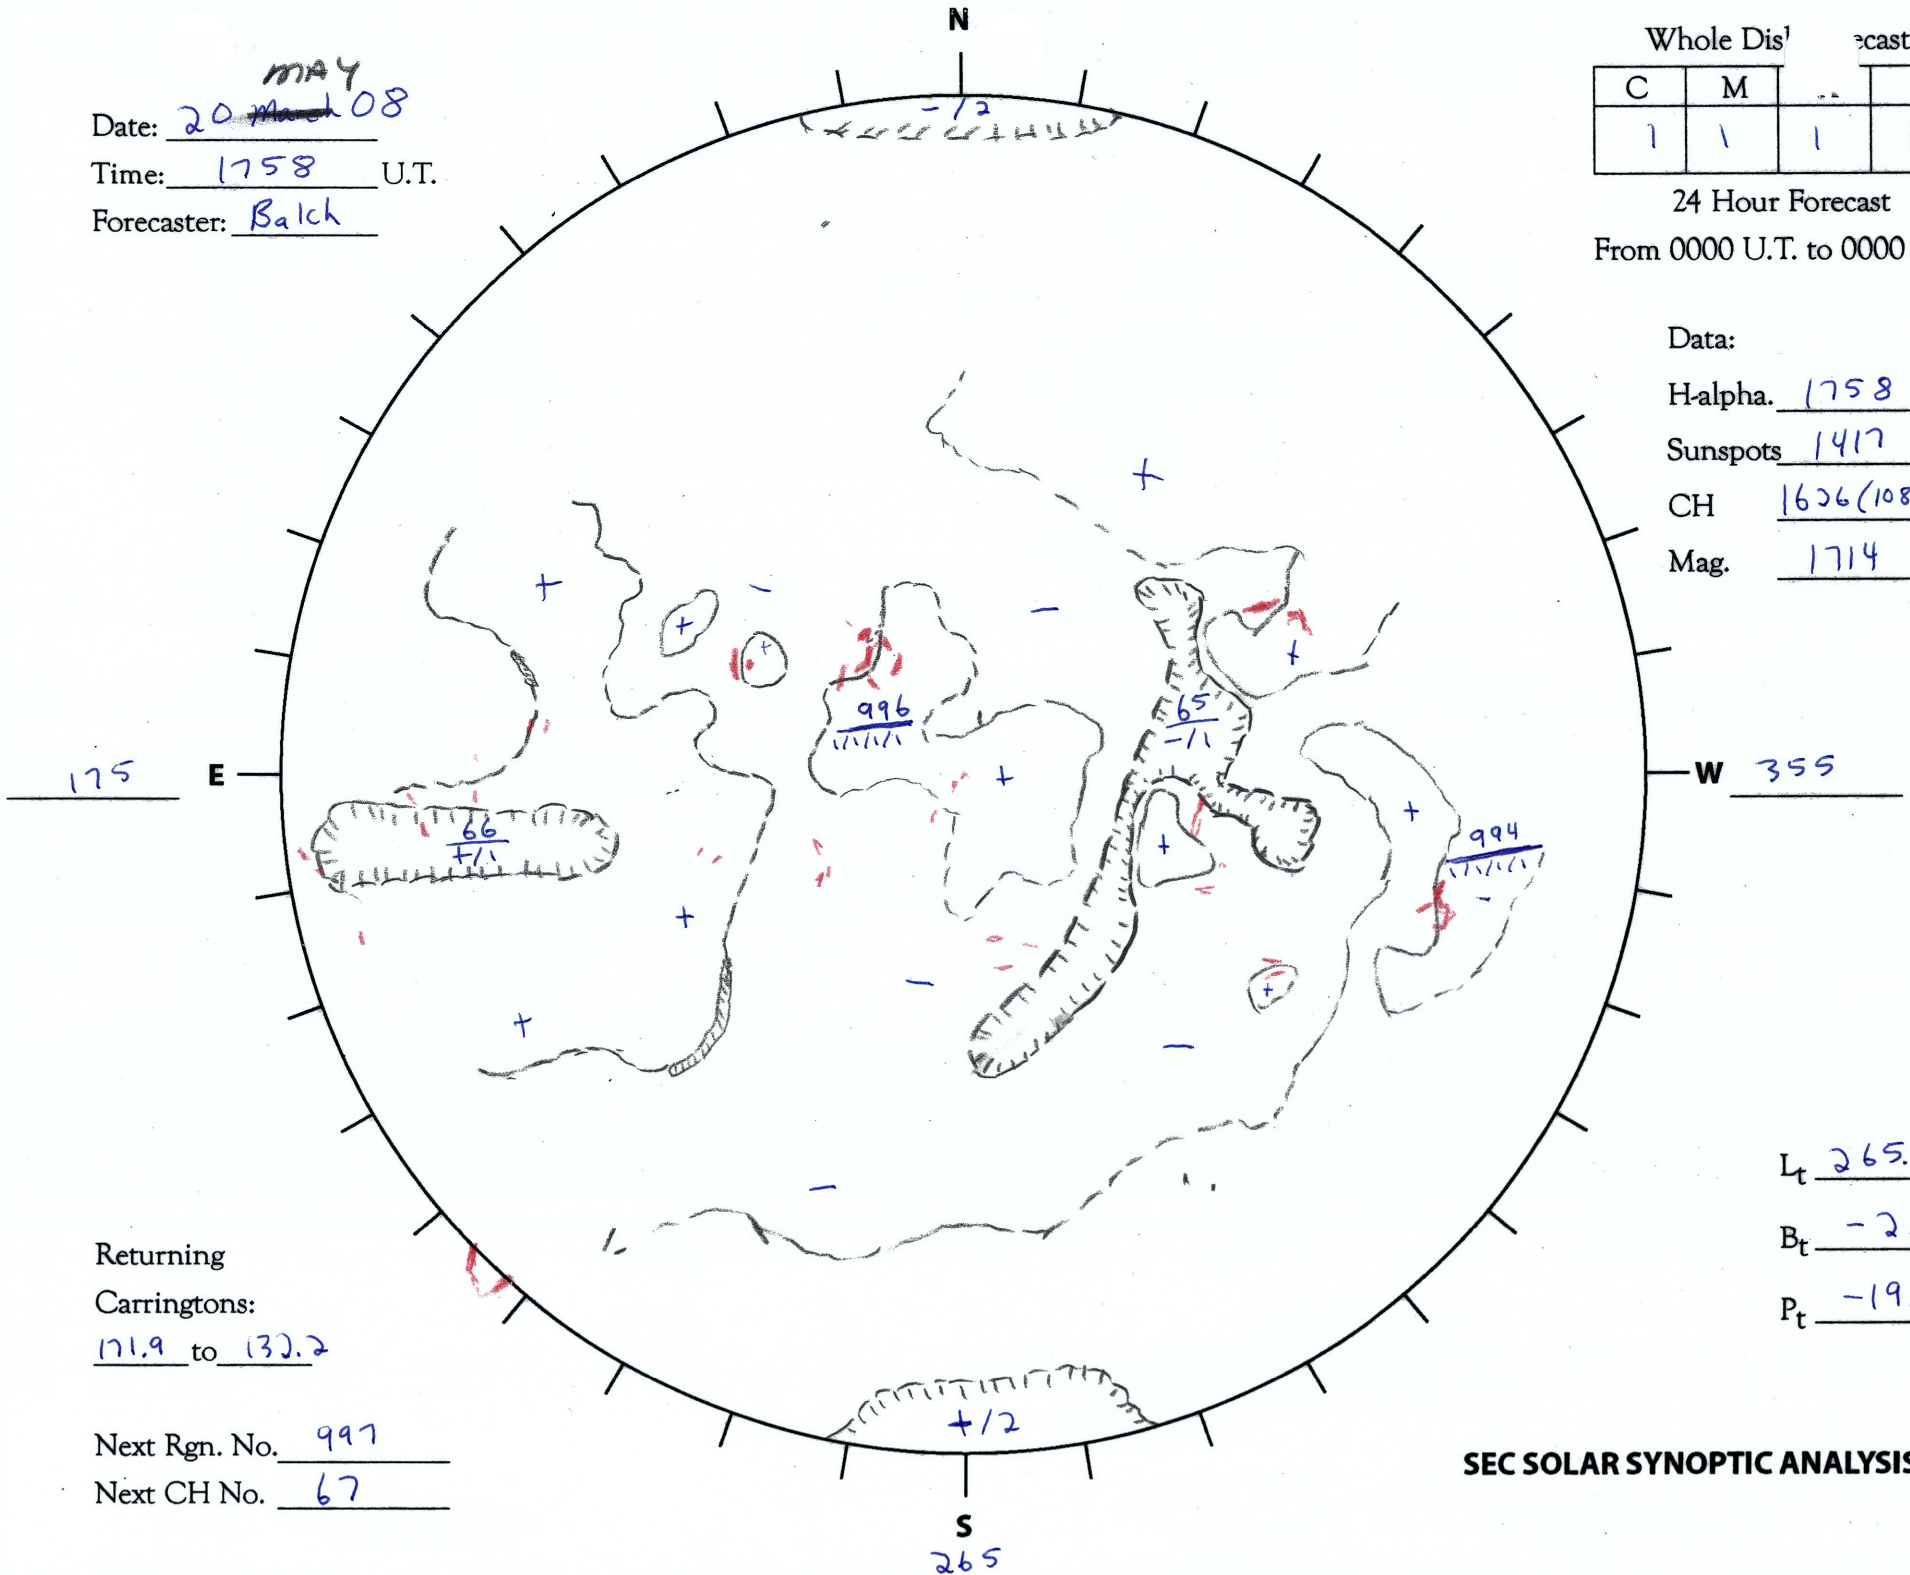 N
MAY
Date: 20 March 08
Time: 1758 U.T.
Forecaster: Balch
Whole Dis ecast
C M
1 1 1
24 Hour Forecast
From 0000 U.T. to 0000
Data:
H-alpha. 1758
Sunspots 1417
CH 1626 (108
Mag. 1714
- /2
+
+
-
-
+
+
+
996
65
-/1
+
175 E
W 355
+
66
+/1
+
994
-
+
-
+
+
-
-
Lt 265.
Bt -2
Pt -19.
Returning
Carringtons:
171.9 to 132.2
Next Rgn. No. 997
Next CH No. 67
+/2
SEC SOLAR SYNOPTIC ANALYSIS
S
265